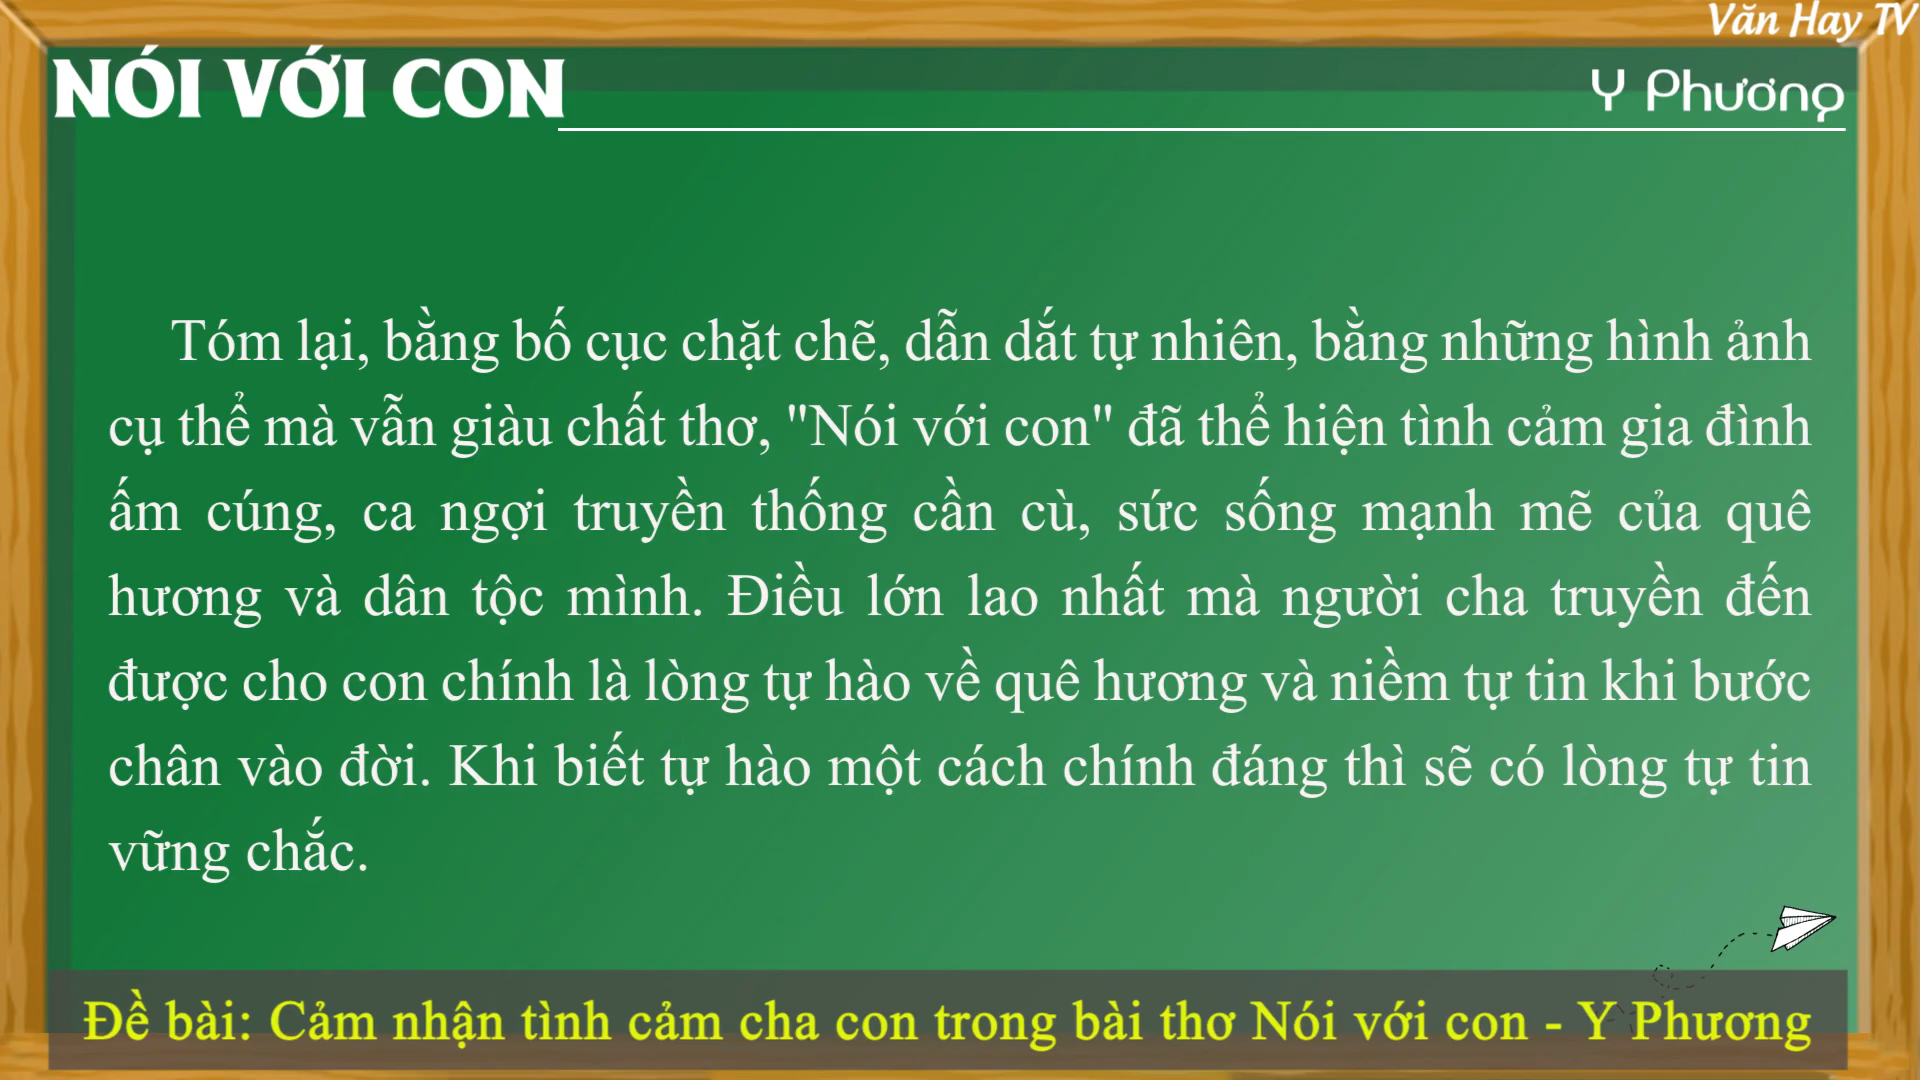 Văn Hay TV
NÓI VỚI CON
Y Phương
Tóm lại, bằng bố cục chặt chẽ, dẫn dắt tự nhiên, bằng những hình ảnh
cụ thể mà vẫn giàu chất thơ, "Nói với con" đã thể hiện tình cảm gia đình
ấm cúng, ca ngợi truyền thống cần cù, sức sống mạnh mẽ của quê
hương và dân tộc mình. Điều lớn lao nhất mà người cha truyền đến
được cho con chính là lòng tự hào về quê hương và niềm tự tin khi bước
chân vào đời. Khi biết tự hào một cách chính đáng thì sẽ có lòng tự tin
vững chắc.
Đề bài: Cảm nhận tình cảm cha con trong bài thơ Nói với con - Y Phương